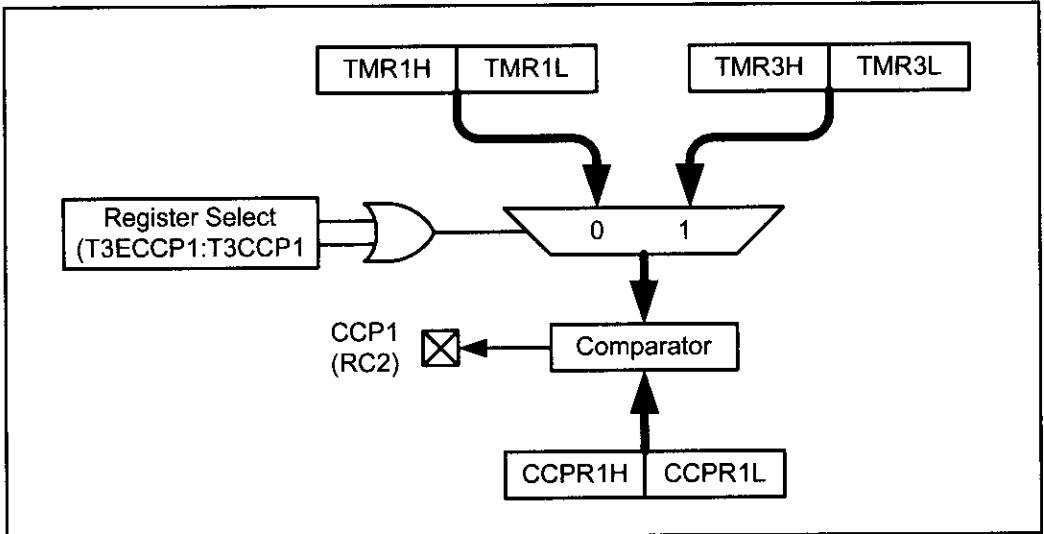 TMR1H TMR1L TMR3H TMR3L
Register Select
(T3ECCP1:T3CCP1
0 1
CCP1
(RC2)
Comparator
CCPR1H CCPR1L